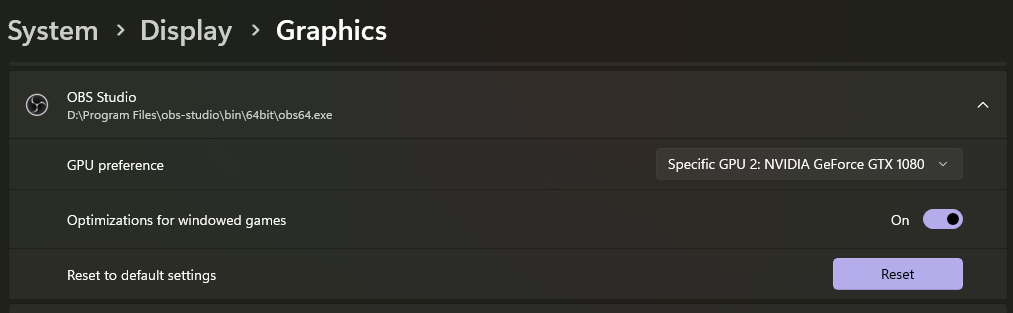 System > Display > Graphics
OBS Studio
D:\Program Files\obs-studio\bin\64bit\obs64.exe
GPU preference
Specific GPU 2: NVIDIA GeForce GTX 1080
Optimizations for windowed games
On
Reset to default settings
Reset